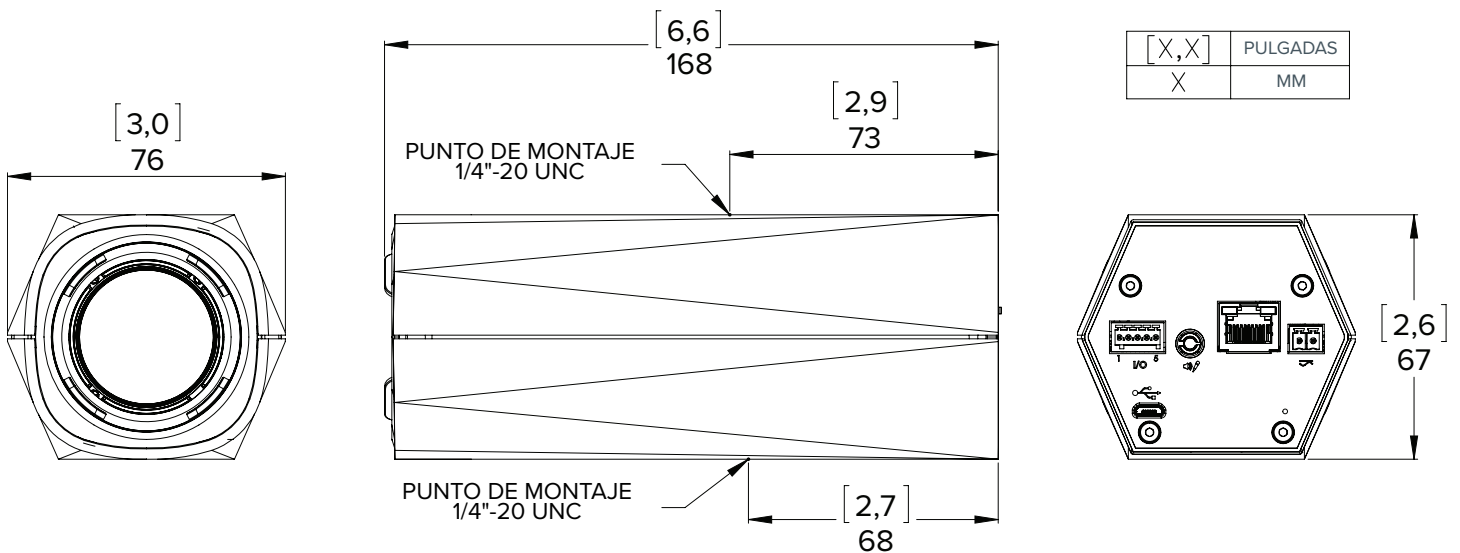 [6,6]
168
[X,X] PULGADAS
X MM
[2,9]
73
[3,0]
76
PUNTO DE MONTAJE
1/4"-20 UNC
[2,6]
67
1 I/O 5
PUNTO DE MONTAJE
1/4"-20 UNC
[2,7]
68